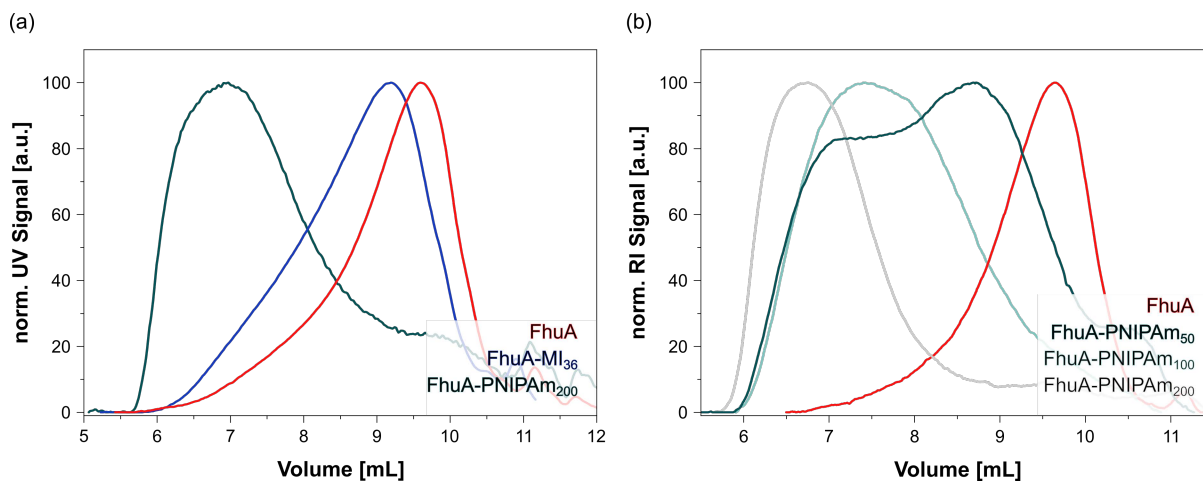 (a)
norm. UV Signal [a.u.]
100
80
60
40
20
0
5 6 7 8 9 10 11 12
Volume [mL]
FhuA
FhuA-MI36
FhuA-PNIPAm200
(b)
norm. RI Signal [a.u.]
100
80
60
40
20
0
6 7 8 9 10 11
Volume [mL]
FhuA
FhuA-PNIPAm50
FhuA-PNIPAm100
FhuA-PNIPAm200